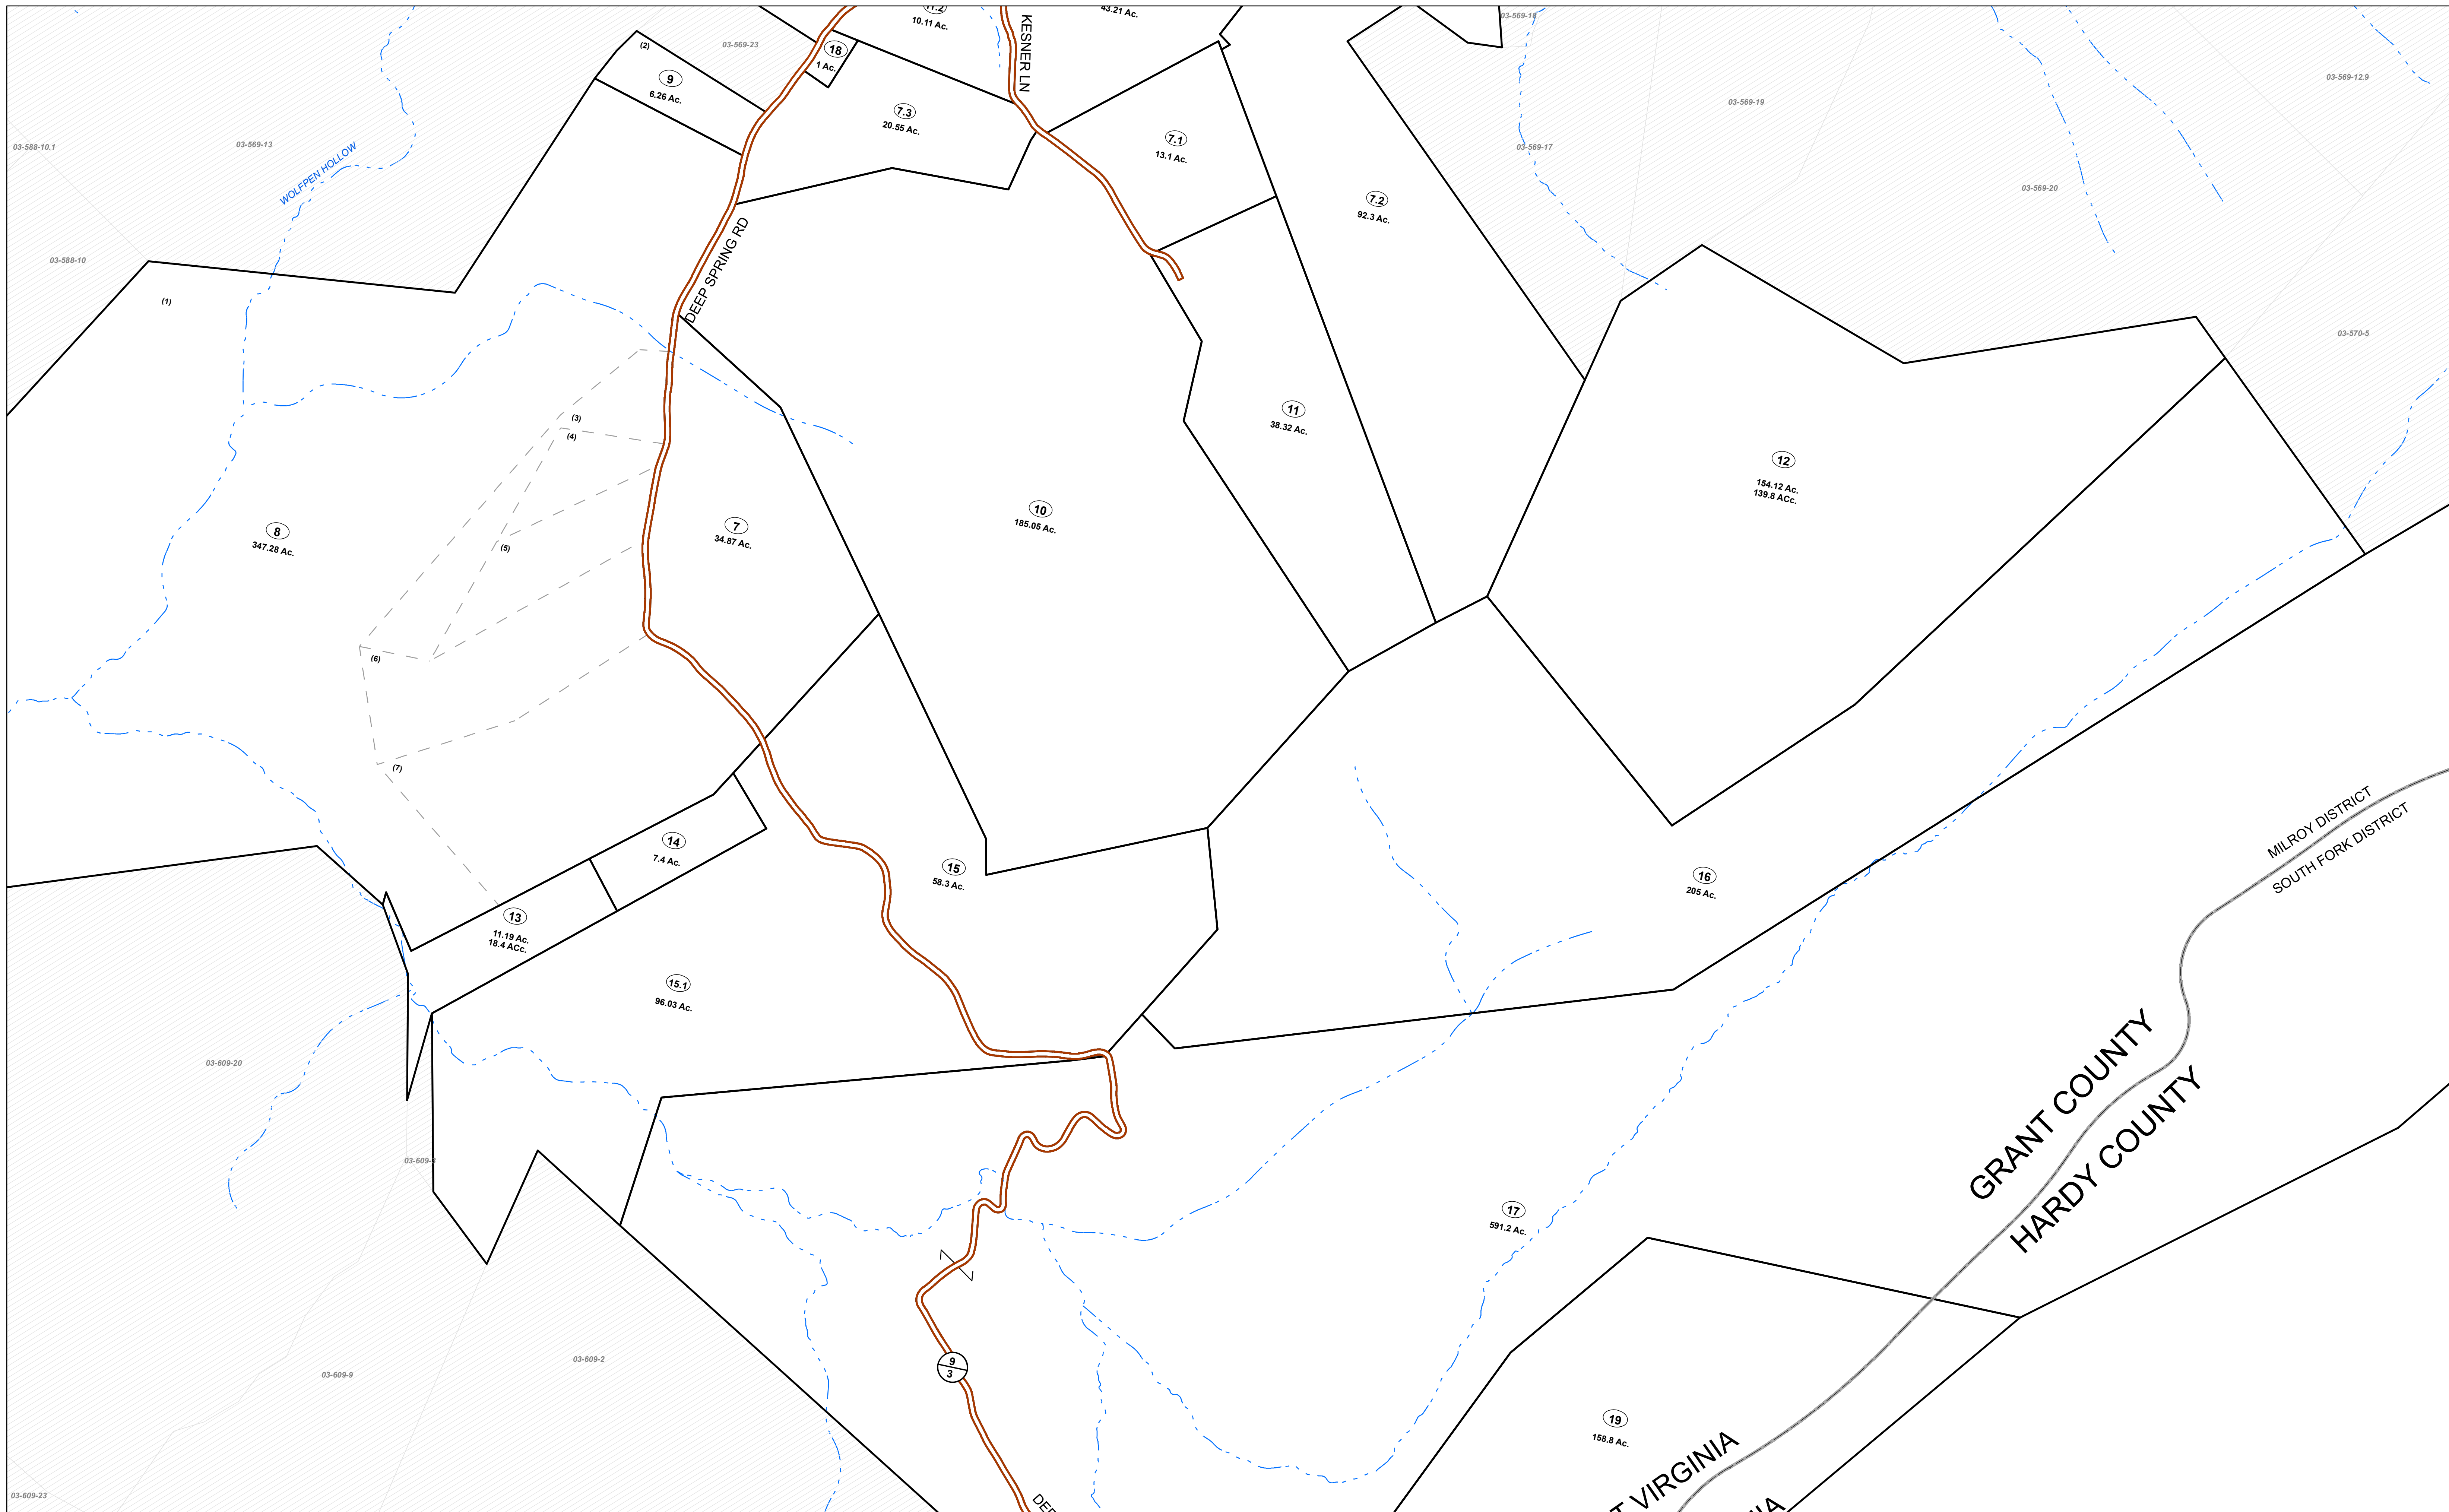 11.2
10.11 Ac.
43.21 Ac.
KESNER LN
03-569-18
(2)
03-569-23
18
1 Ac.
9
6.26 Ac.
7.3
20.55 Ac.
7.1
13.1 Ac.
03-569-12.9
03-569-19
03-588-10.1
03-569-13
WOLFPEN HOLLOW
03-569-17
03-569-20
7.2
92.3 Ac.
DEEP SPRING RD
03-588-10
(1)
03-570-5
(3)
(4)
11
38.32 Ac.
12
154.12 Ac.
139.8 ACc.
10
185.05 Ac.
7
34.87 Ac.
8
347.28 Ac.
(5)
(6)
(7)
MILROY DISTRICT
SOUTH FORK DISTRICT
14
7.4 Ac.
15
58.3 Ac.
16
205 Ac.
13
11.19 Ac.
18.4 ACc.
15.1
96.03 Ac.
03-609-20
GRANT COUNTY
HARDY COUNTY
17
591.2 Ac.
03-609-2
03-609-9
9
3
19
158.8 Ac.
VIRGINIA
03-609-23